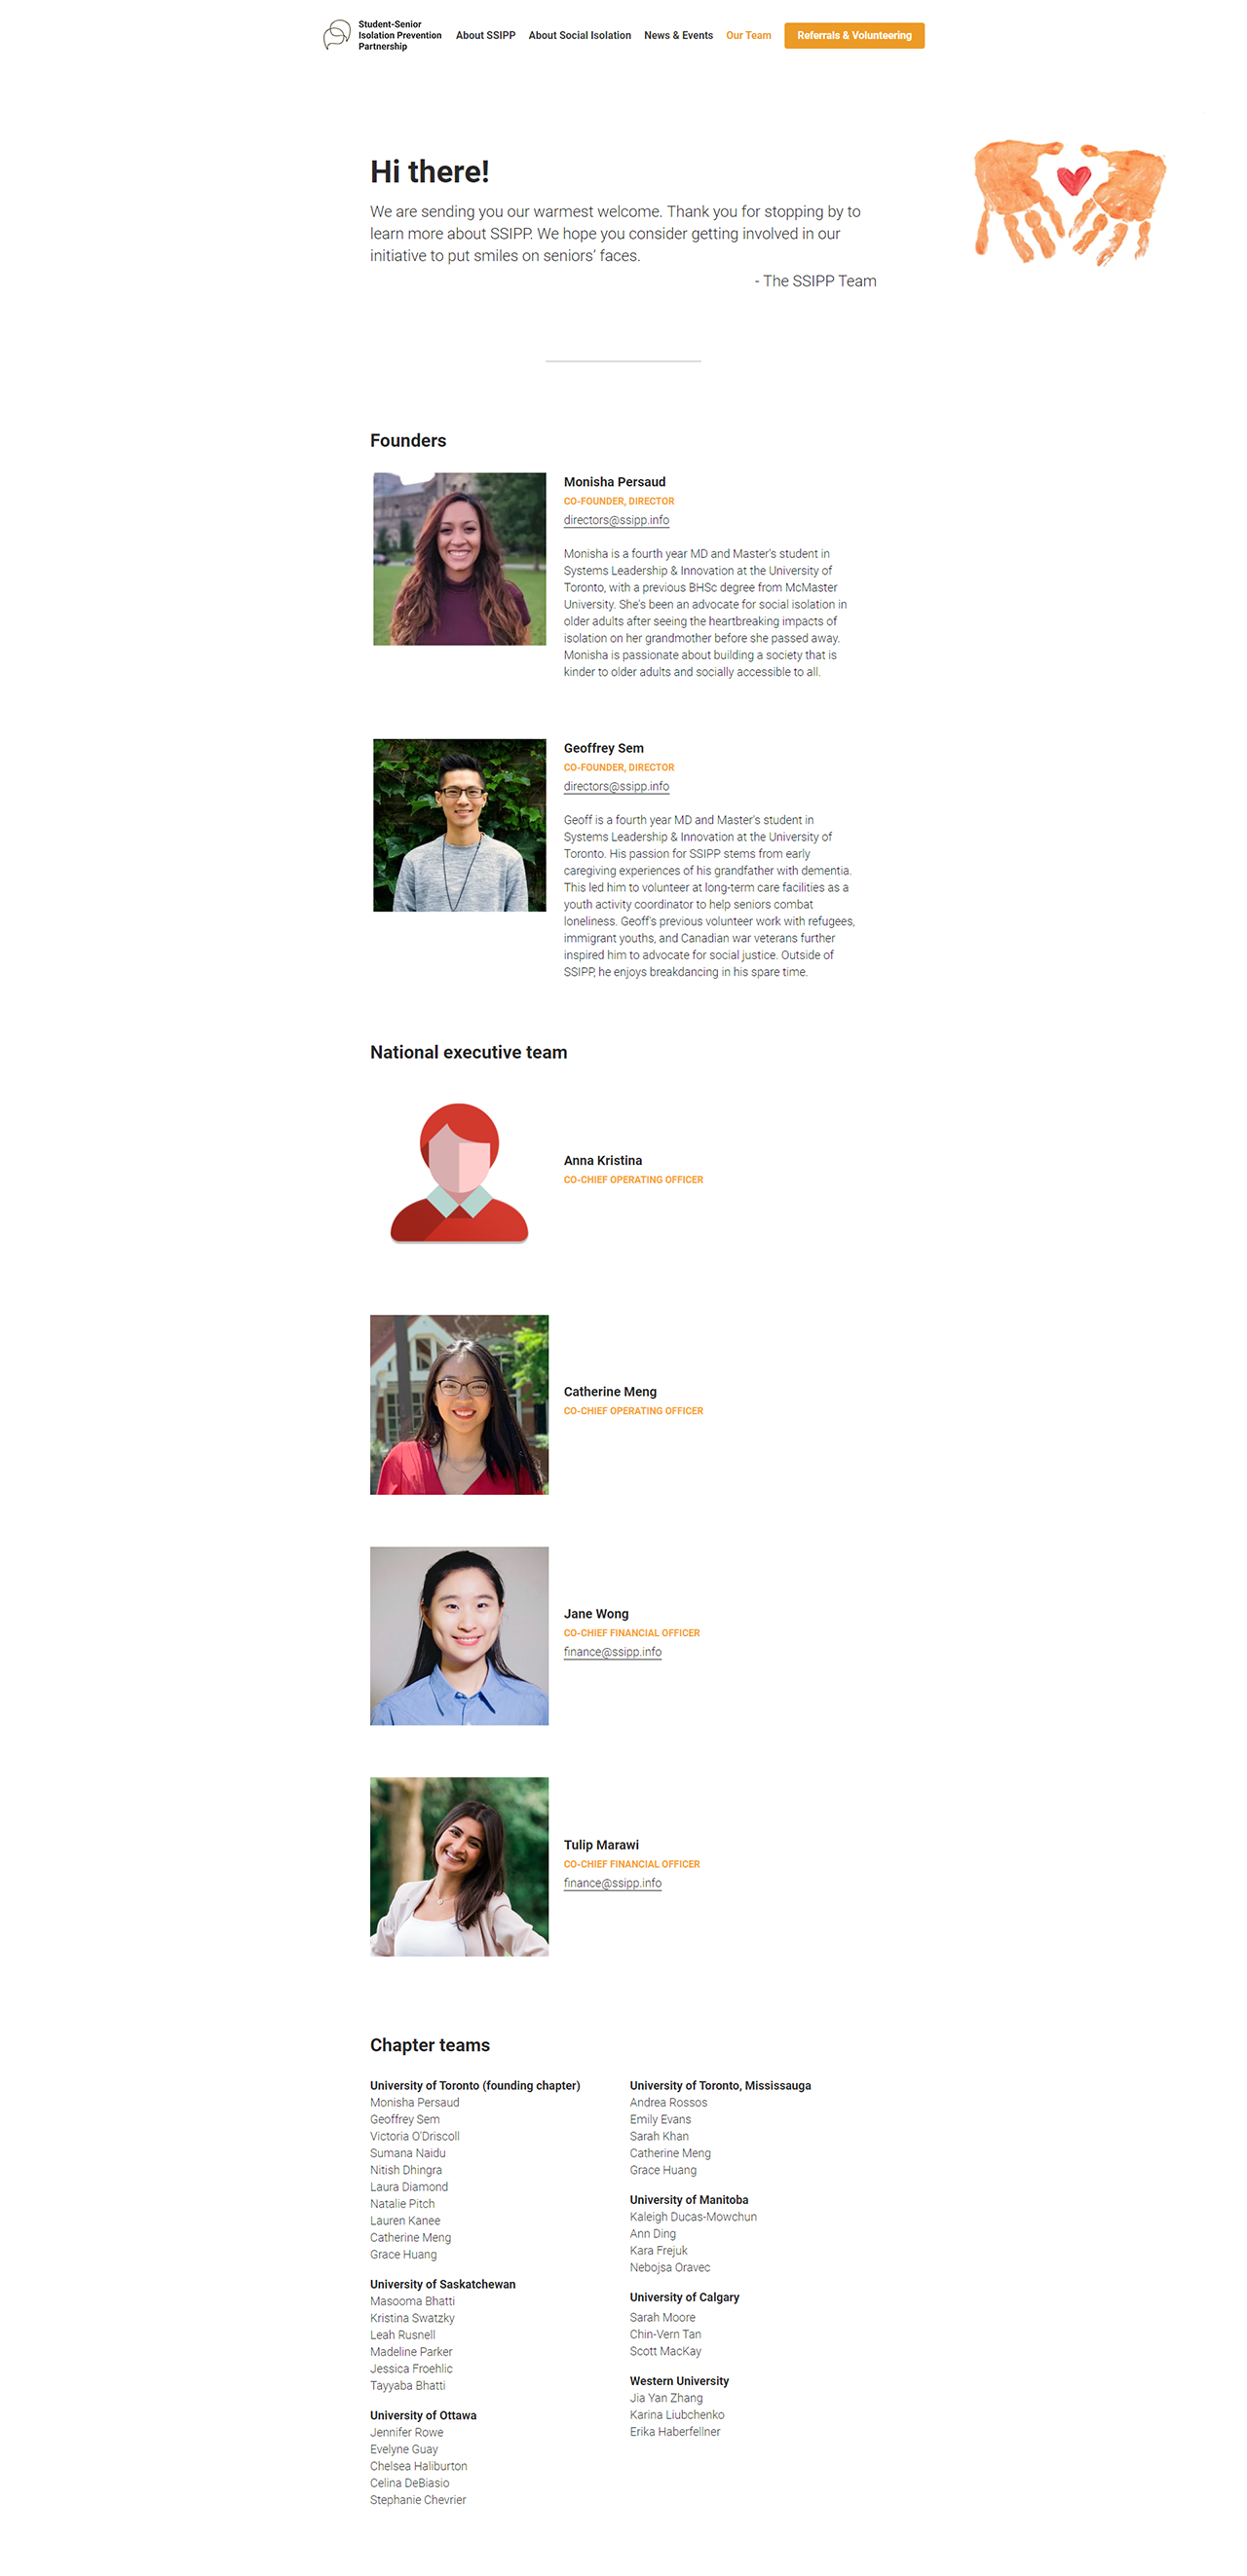 Student-Senior
Isolation Prevention
Partnership
About SSIPP
About Social Isolation
News & Events
Our Team
Referrals & Volunteering
Hi there!
We are sending you our warmest welcome. Thank you for stopping by to
learn more about SSIPP. We hope you consider getting involved in our
initiative to put smiles on seniors’ faces.
- The SSIPP Team
Founders
Monisha Persaud
CO-FOUNDER, DIRECTOR
directors@ssipp.info
Monisha is a fourth year MD and Master's student in
Systems Leadership & Innovation at the University of
Toronto, with a previous BHSc degree from McMaster
University. She's been an advocate for social isolation in
older adults after seeing the heartbreaking impacts of
isolation on her grandmother before she passed away.
Monisha is passionate about building a society that is
kinder to older adults and socially accessible to all.
Geoffrey Sem
CO-FOUNDER, DIRECTOR
directors@ssipp.info
Geoff is a fourth year MD and Master's student in
Systems Leadership & Innovation at the University of
Toronto. His passion for SSIPP stems from early
caregiving experiences of his grandfather with dementia.
This led him to volunteer at long-term care facilities as a
youth activity coordinator to help seniors combat
loneliness. Geoff's previous volunteer work with refugees,
immigrant youths, and Canadian war veterans further
inspired him to advocate for social justice. Outside of
SSIPP, he enjoys breakdancing in his spare time.
National executive team
Anna Kristina
CO-CHIEF OPERATING OFFICER
Catherine Meng
CO-CHIEF OPERATING OFFICER
Jane Wong
CO-CHIEF FINANCIAL OFFICER
finance@ssipp.info
Tulip Marawi
CO-CHIEF FINANCIAL OFFICER
finance@ssipp.info
Chapter teams
University of Toronto (founding chapter)
Monisha Persaud
Geoffrey Sem
Victoria O'Driscoll
Sumana Naidu
Nitish Dhingra
Laura Diamond
Natalie Pitch
Lauren Kanee
Catherine Meng
Grace Huang
University of Saskatchewan
Masooma Bhatti
Kristina Swatzky
Leah Rusnell
Madeline Parker
Jessica Froehlic
Tayyaba Bhatti
University of Ottawa
Jennifer Rowe
Evelyne Guay
Chelsea Haliburton
Celina DeBiasio
Stephanie Chevrier
University of Toronto, Mississauga
Andrea Rossos
Emily Evans
Sarah Khan
Catherine Meng
Grace Huang
University of Manitoba
Kaleigh Ducas-Mowchun
Ann Ding
Kara Frejuk
Nebojsa Oravec
University of Calgary
Sarah Moore
Chin-Vern Tan
Scott MacKay
Western University
Jia Yan Zhang
Karina Liubchenko
Erika Haberfellner